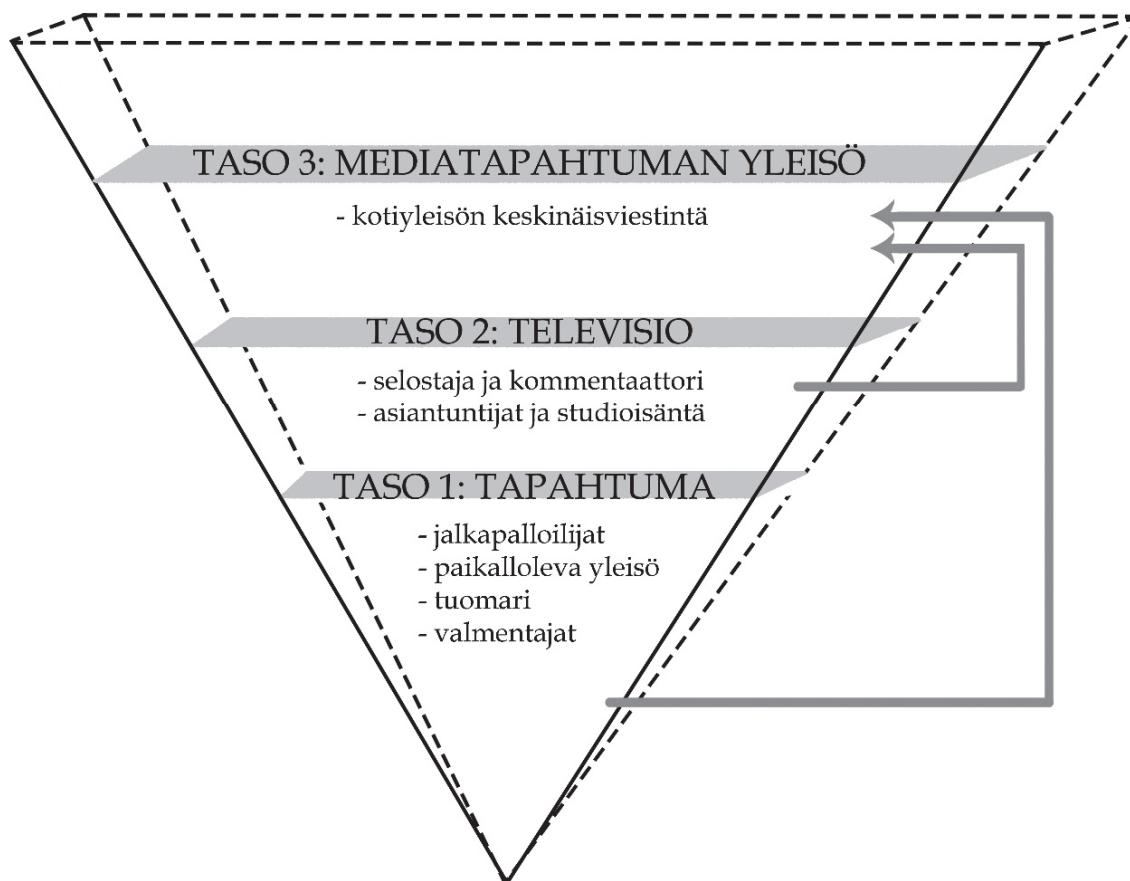 TASO 3: MEDIATAPAHTUMAN YLEISÖ
- kotiyleisön keskinäisviestintä
TASO 2: TELEVISIO
- selostaja ja kommentaattori
- asiantuntijat ja studioisäntä
TASO 1: TAPAHTUMA
- jalkapalloilijat
- paikalloleva yleisö
- tuomari
- valmentajat